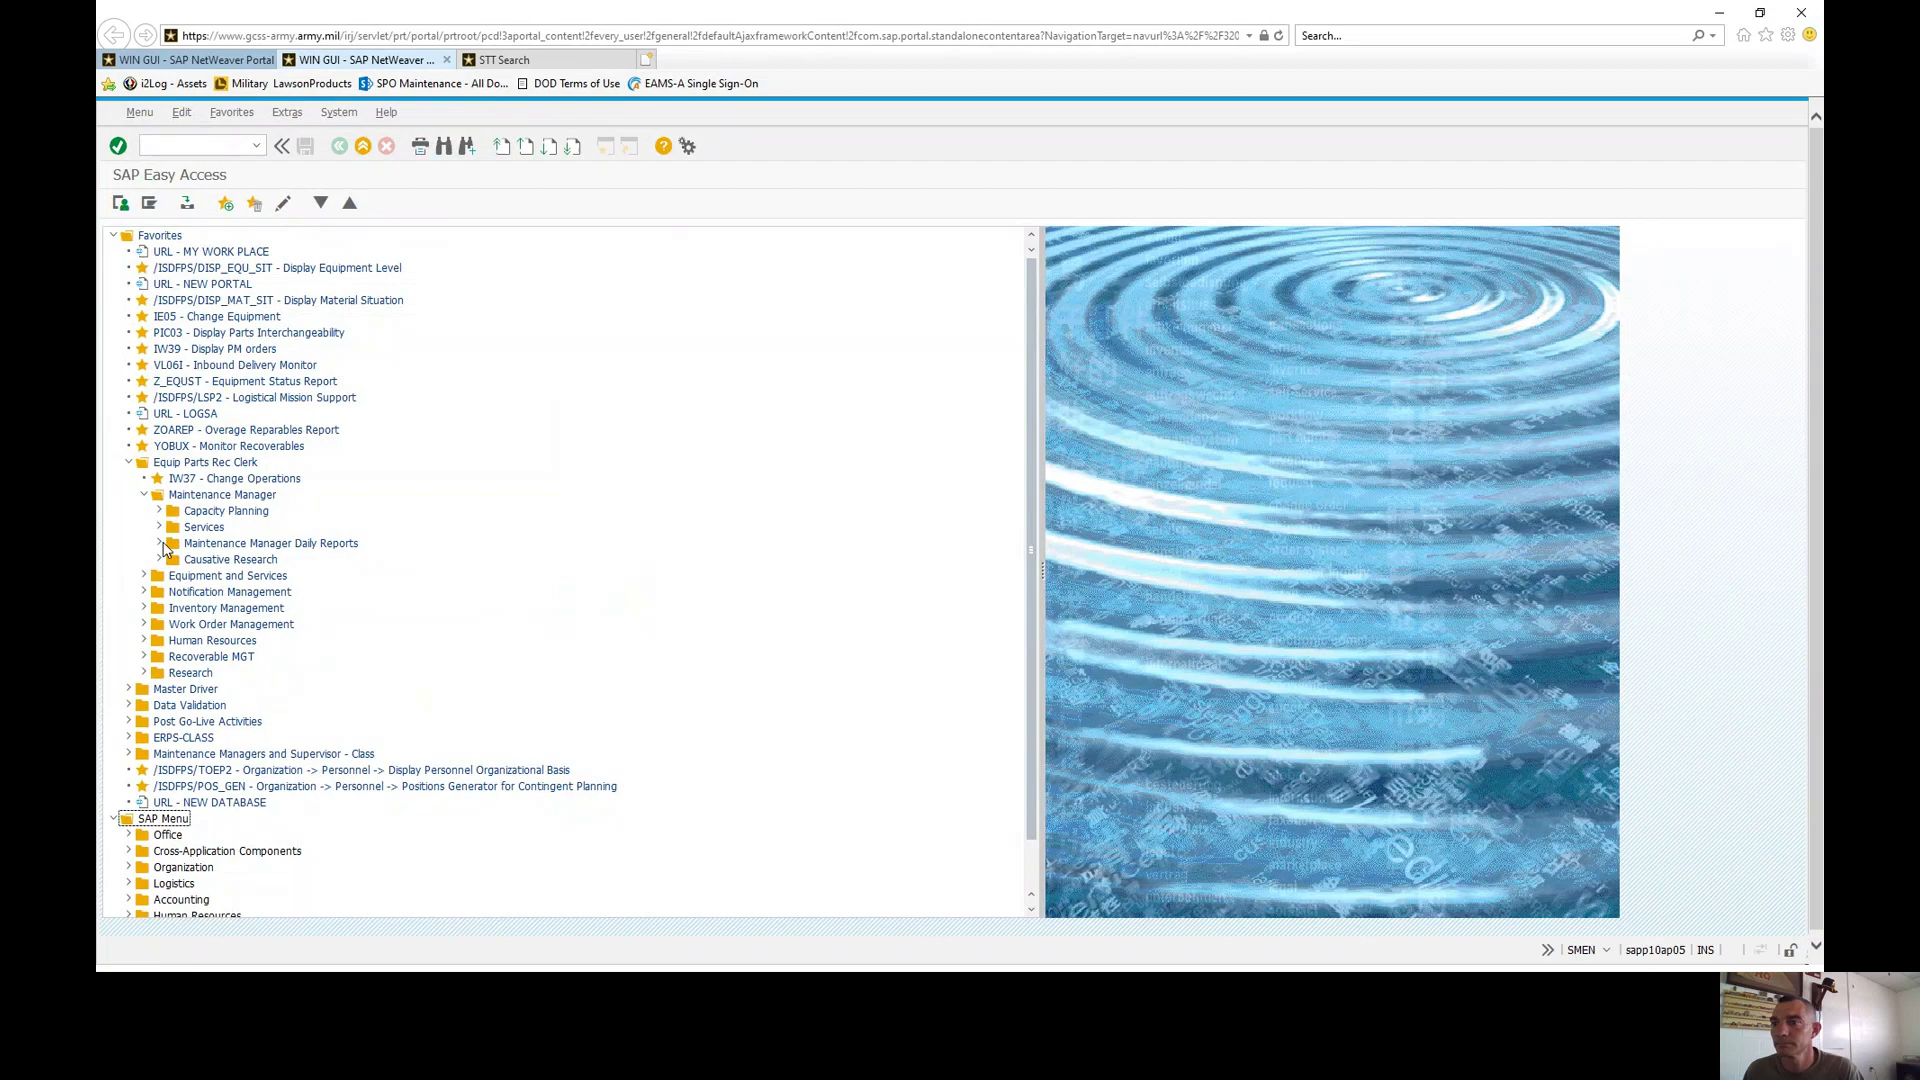 https://www.gcss-army.army.mil/irj/servlet/prt/portal/prtroot/pcd!3aportal_content!2fevery_user!2fgeneral!2fdefaultAjaxframeworkContent!2fcom.sap.portal.standalonecontentarea?NavigationTarget=navurl%3A%2F%2F320
Search...
WIN GUI - SAP NetWeaver Portal
WIN GUI - SAP NetWeaver ...
STT Search
i2Log - Assets
Military LawsonProducts
SPO Maintenance - All Do...
DOD Terms of Use
EAMS-A Single Sign-On
Menu Edit Favorites Extras System Help
SAP Easy Access
Favorites
URL - MY WORK PLACE
/ISDFPS/DISP_EQU_SIT - Display Equipment Level
URL - NEW PORTAL
/ISDFPS/DISP_MAT_SIT - Display Material Situation
IE05 - Change Equipment
PIC03 - Display Parts Interchangeability
IW39 - Display PM orders
VL06I - Inbound Delivery Monitor
Z_EQUST - Equipment Status Report
/ISDFPS/LSP2 - Logistical Mission Support
URL - LOGSA
ZOAREP - Overage Reparables Report
YOBUX - Monitor Recoverables
Equip Parts Rec Clerk
IW37 - Change Operations
Maintenance Manager
Capacity Planning
Services
Maintenance Manager Daily Reports
Causative Research
Equipment and Services
Notification Management
Inventory Management
Work Order Management
Human Resources
Recoverable MGT
Research
Master Driver
Data Validation
Post Go-Live Activities
ERPS-CLASS
Maintenance Managers and Supervisor - Class
/ISDFPS/TOEP2 - Organization -> Personnel -> Display Personnel Organizational Basis
/ISDFPS/POS_GEN - Organization -> Personnel -> Positions Generator for Contingent Planning
URL - NEW DATABASE
SAP Menu
Office
Cross-Application Components
Organization
Logistics
Accounting
Human Resources
SMEN
sapp10ap05
INS